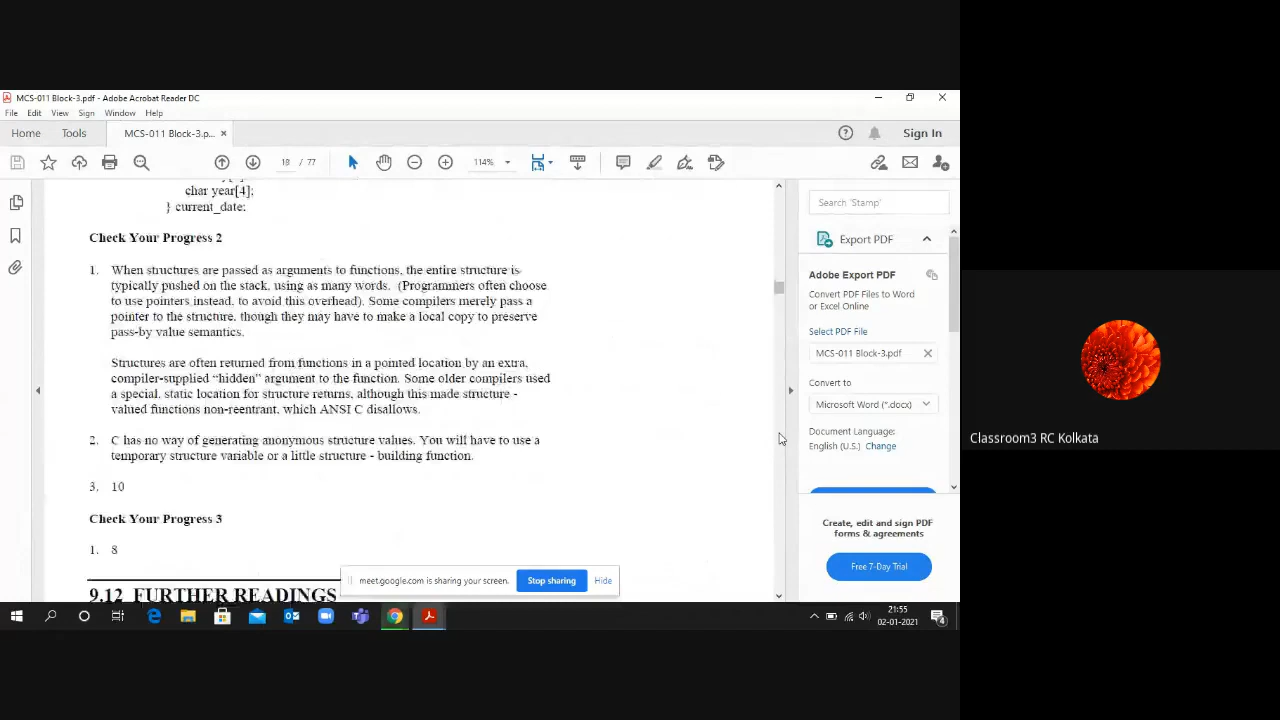 MCS-011 Block-3.pdf - Adobe Acrobat Reader DC
File Edit View Sign Window Help
Home Tools MCS-011 Block-3.p... × Sign In
19 / 77 114%
char year[4];
} current_date;
Check Your Progress 2
1. When structures are passed as arguments to functions, the entire structure is
typically pushed on the stack, using as many words. (Programmers often choose
to use pointers instead, to avoid this overhead). Some compilers merely pass a
pointer to the structure, though they may have to make a local copy to preserve
pass-by value semantics.
Structures are often returned from functions in a pointed location by an extra,
compiler-supplied “hidden” argument to the function. Some older compilers used
a special, static location for structure returns, although this made structure -
valued functions non-reentrant, which ANSI C disallows.
2. C has no way of generating anonymous structure values. You will have to use a
temporary structure variable or a little structure - building function.
3. 10
Check Your Progress 3
1. 8
9.12 FURTHER READINGS
Search 'Stamp'
Export PDF
Adobe Export PDF
Convert PDF Files to Word
or Excel Online
Select PDF File
MCS-011 Block-3.pdf
Convert to
Microsoft Word (*.docx)
Document Language:
English (U.S.) Change
Create, edit and sign PDF
forms & agreements
Free 7-Day Trial
meet.google.com is sharing your screen. Stop sharing Hide
21:55
02-01-2021
4
Classroom3 RC Kolkata